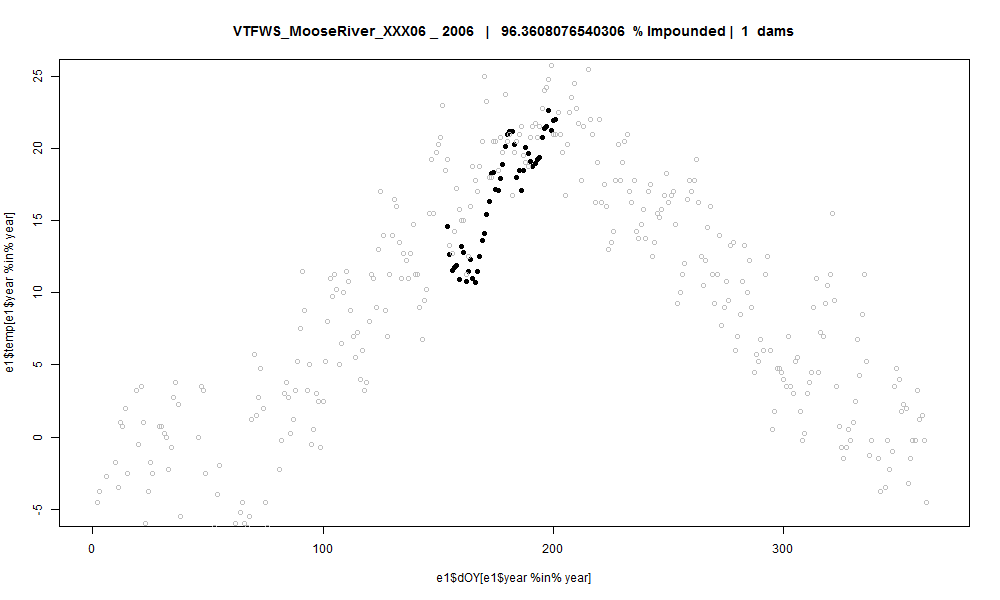 VTFWS_MooseRiver_XXX06 _ 2006 | 96.3608076540306 % Impounded | 1 dams
25
20
15
10
5
0
-5
e1$temp[e1$year %in% year]
0 100 200 300
e1$dOY[e1$year %in% year]